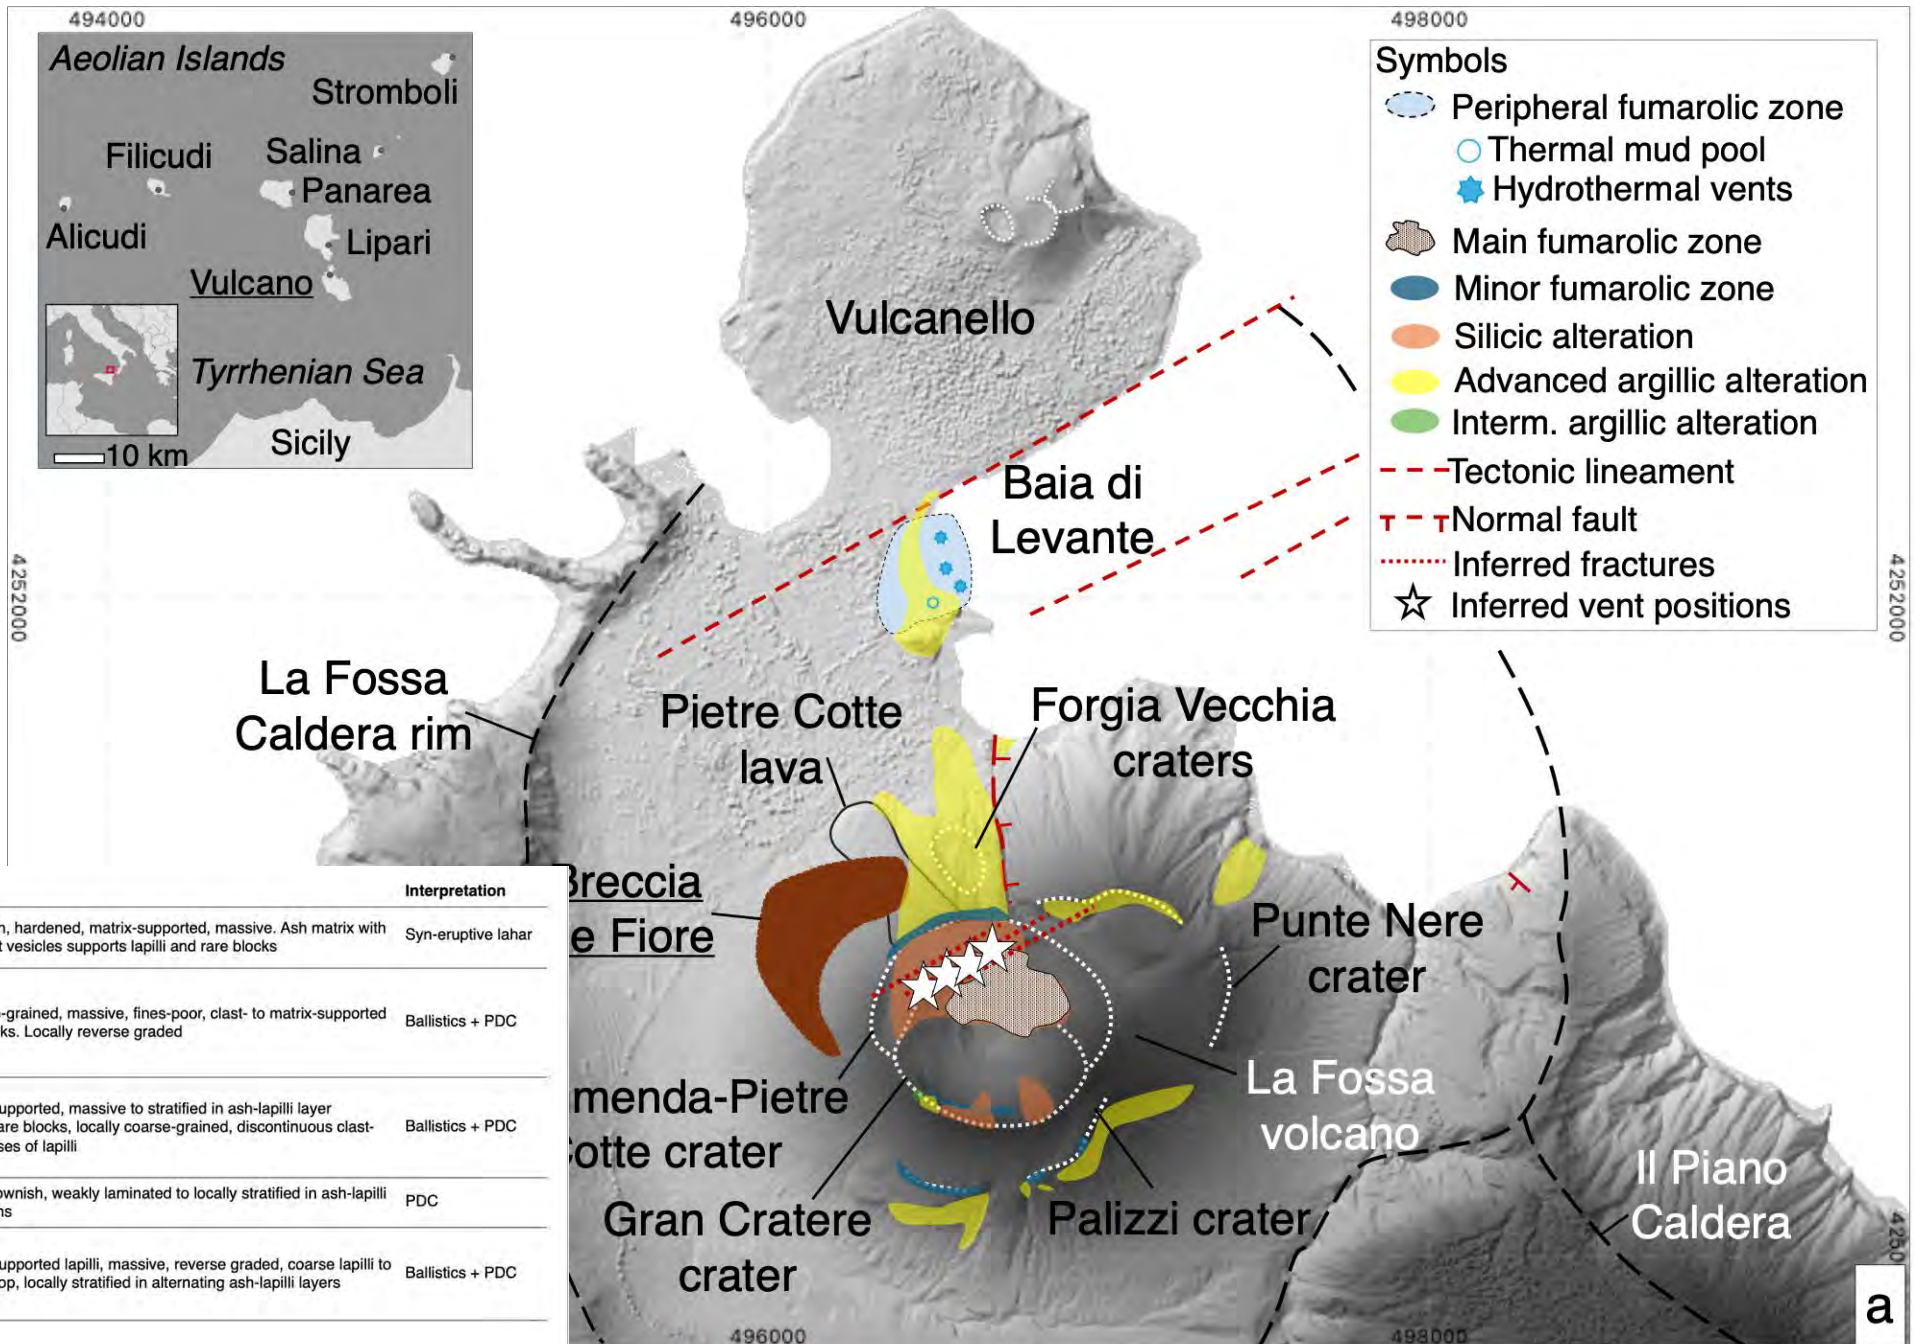 494000
496000
498000
Aeolian Islands
Stromboli
Filicudi
Salina
Panarea
Alicudi
Lipari
Vulcano
Tyrrhenian Sea
Sicily
10 km
Symbols
Peripheral fumarolic zone
Thermal mud pool
Hydrothermal vents
Main fumarolic zone
Minor fumarolic zone
Silicic alteration
Advanced argillic alteration
Interm. argillic alteration
Tectonic lineament
Normal fault
Inferred fractures
Inferred vent positions
Vulcanello
Baia di
Levante
4252000
4252000
La Fossa
Caldera rim
Pietre Cotte
lava
Forgia Vecchia
craters
Breccia
e Fiore
Punte Nere
crater
menda-Pietre
otte crater
La Fossa
volcano
Gran Cratere
crater
Palizzi crater
Il Piano
Caldera
4250
496000
498000
a
Interpretation
n, hardened, matrix-supported, massive. Ash matrix with
t vesicles supports lapilli and rare blocks
Syn-eruptive lahar
-grained, massive, fines-poor, clast- to matrix-supported
ks. Locally reverse graded
Ballistics + PDC
upported, massive to stratified in ash-lapilli layer
are blocks, locally coarse-grained, discontinuous clast-
ses of lapilli
Ballistics + PDC
ownish, weakly laminated to locally stratified in ash-lapilli
ns
PDC
upported lapilli, massive, reverse graded, coarse lapilli to
op, locally stratified in alternating ash-lapilli layers
Ballistics + PDC